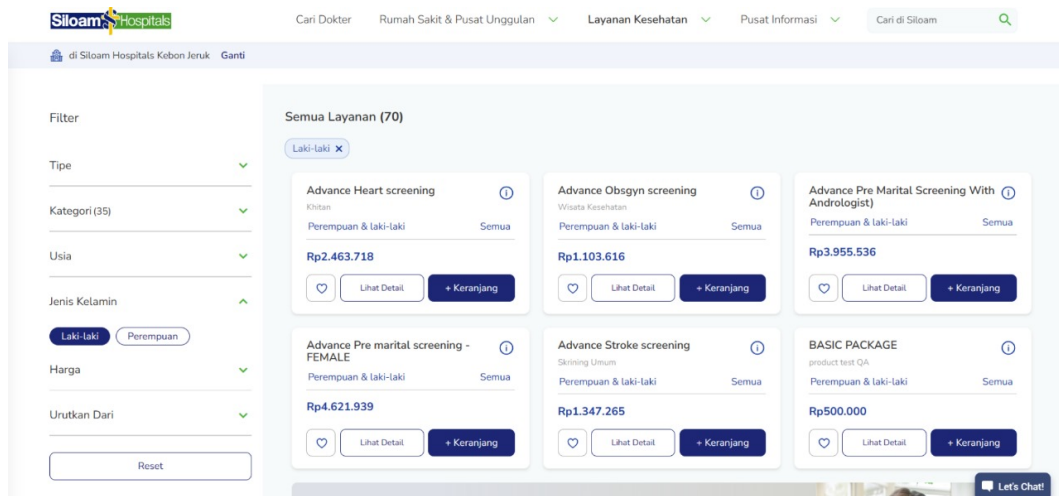 Siloam Hospitals
Cari Dokter
Rumah Sakit & Pusat Unggulan
Layanan Kesehatan
Pusat Informasi
Cari di Siloam
di Siloam Hospitals Kebon Jeruk Ganti
Filter
Tipe
Kategori (35)
Usia
Jenis Kelamin
Laki-laki
Perempuan
Harga
Urutkan Dari
Reset
Semua Layanan (70)
Laki-laki X
Advance Heart screening
Khitan
Perempuan & laki-laki Semua
Rp2.463.718
Lihat Detail
+ Keranjang
Advance Obsgyn screening
Wisata Kesehatan
Perempuan & laki-laki Semua
Rp1.103.616
Lihat Detail
+ Keranjang
Advance Pre Marital Screening With
Andrologist)
Perempuan & laki-laki Semua
Rp3.955.536
Lihat Detail
+ Keranjang
Advance Pre marital screening -
FEMALE
Perempuan & laki-laki Semua
Rp4.621.939
Lihat Detail
+ Keranjang
Advance Stroke screening
Skrining Umum
Perempuan & laki-laki Semua
Rp1.347.265
Lihat Detail
+ Keranjang
BASIC PACKAGE
product test QA
Perempuan & laki-laki Semua
Rp500.000
Lihat Detail
+ Keranjang
Let's Chat!